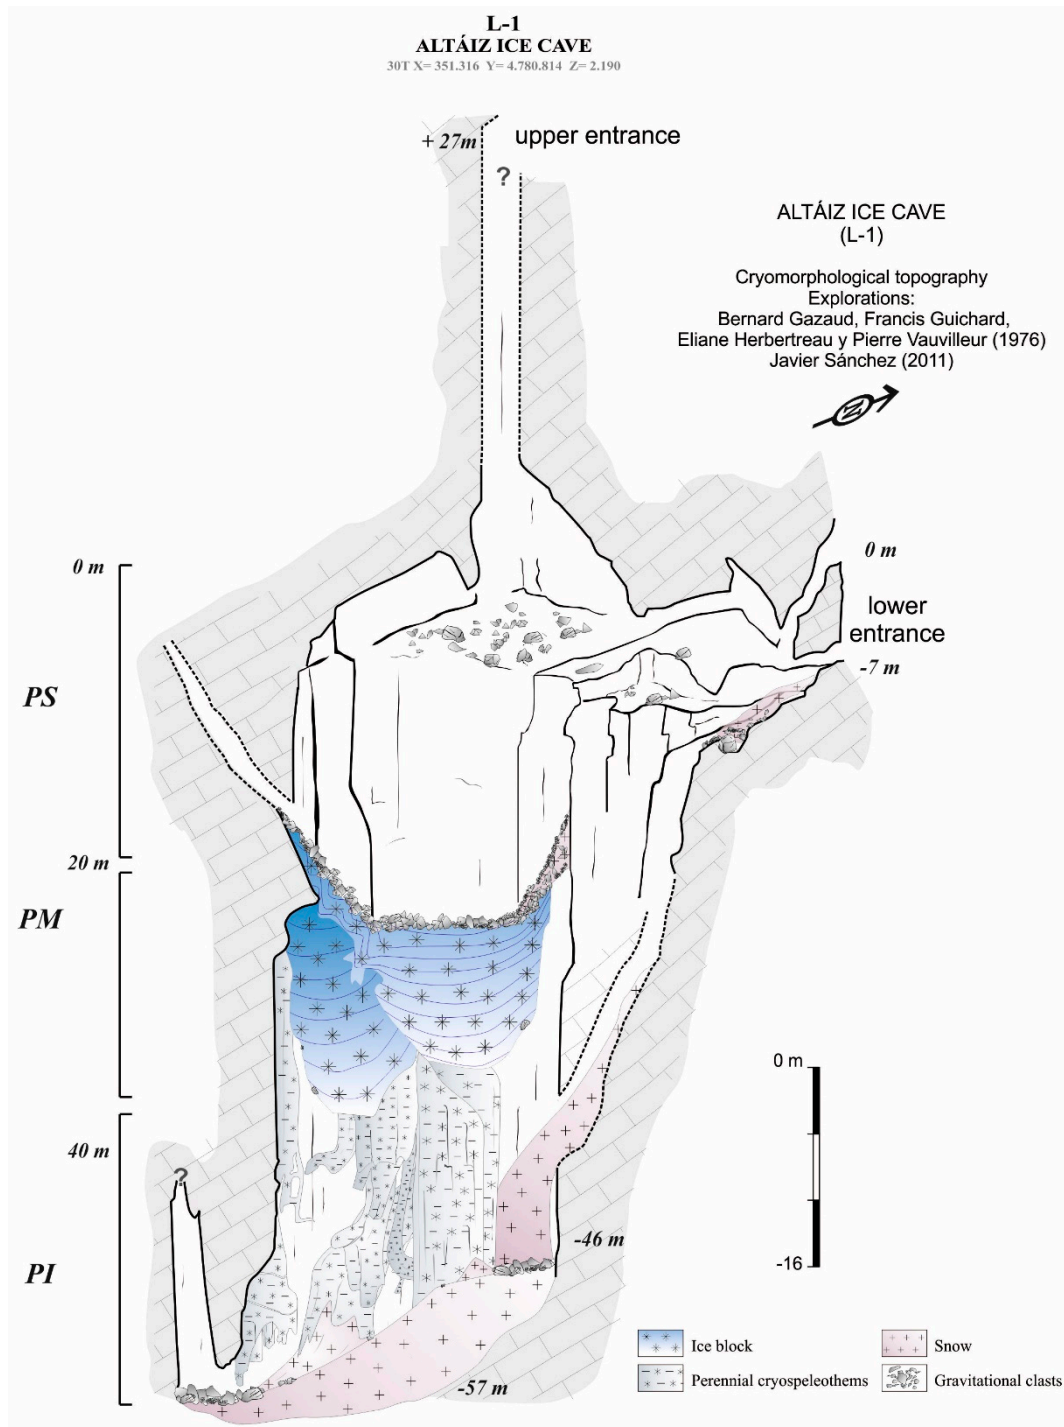 L-1
ALTÁIZ ICE CAVE
30T X= 351.316 Y= 4.780.814 Z= 2.190
+ 27m
upper entrance
?
ALTÁIZ ICE CAVE
(L-1)
Cryomorphological topography
Explorations:
Bernard Gazaud, Francis Guichard,
Eliane Herbertreau y Pierre Vauvilleur (1976)
Javier Sánchez (2011)
N
0 m
0 m
lower
entrance
-7 m
PS
20 m
PM
0 m
40 m
?
-46 m
-16
PI
-57 m
Ice block
Snow
Perennial cryospeleothems
Gravitational clasts